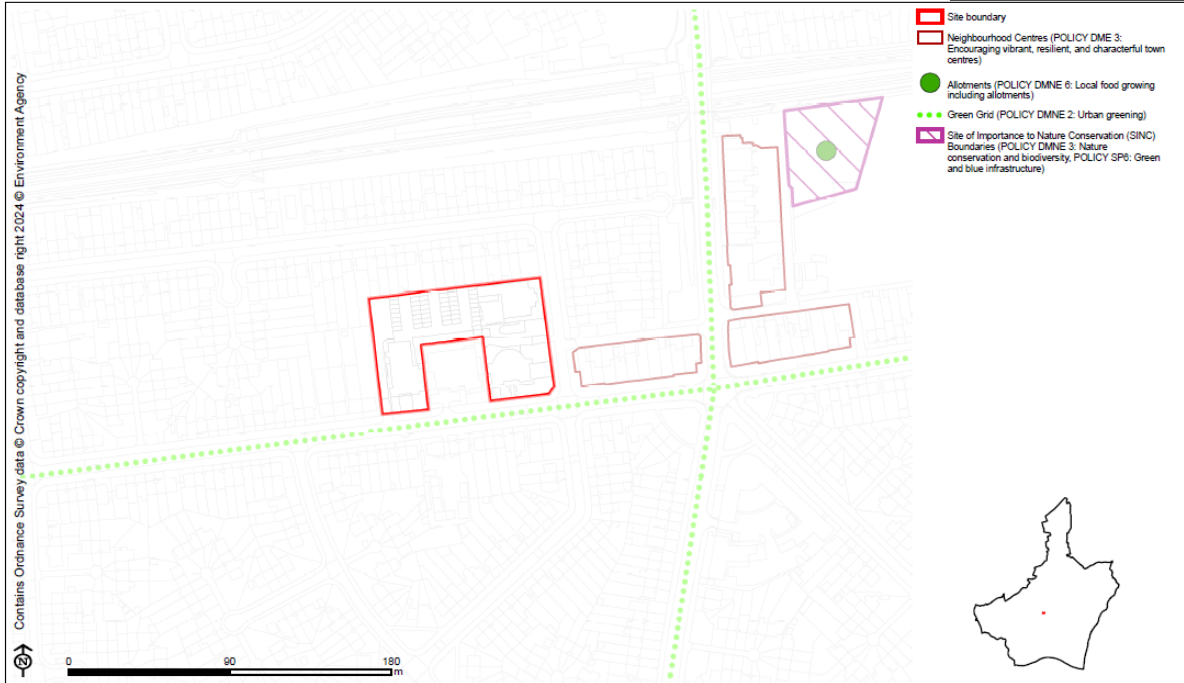 Site boundary
Neighbourhood Centres (POLICY DME 3:
Encouraging vibrant, resilient, and characterful town
centres)
Allotments (POLICY DMNE 6: Local food growing
including allotments)
Green Grid (POLICY DMNE 2: Urban greening)
Site of Importance to Nature Conservation (SINC)
Boundaries (POLICY DMNE 3: Nature
conservation and biodiversity, POLICY SP6: Green
and blue infrastructure)
Contains Ordnance Survey data © Crown copyright and database right 2024 © Environment Agency
N
0 90 180
m